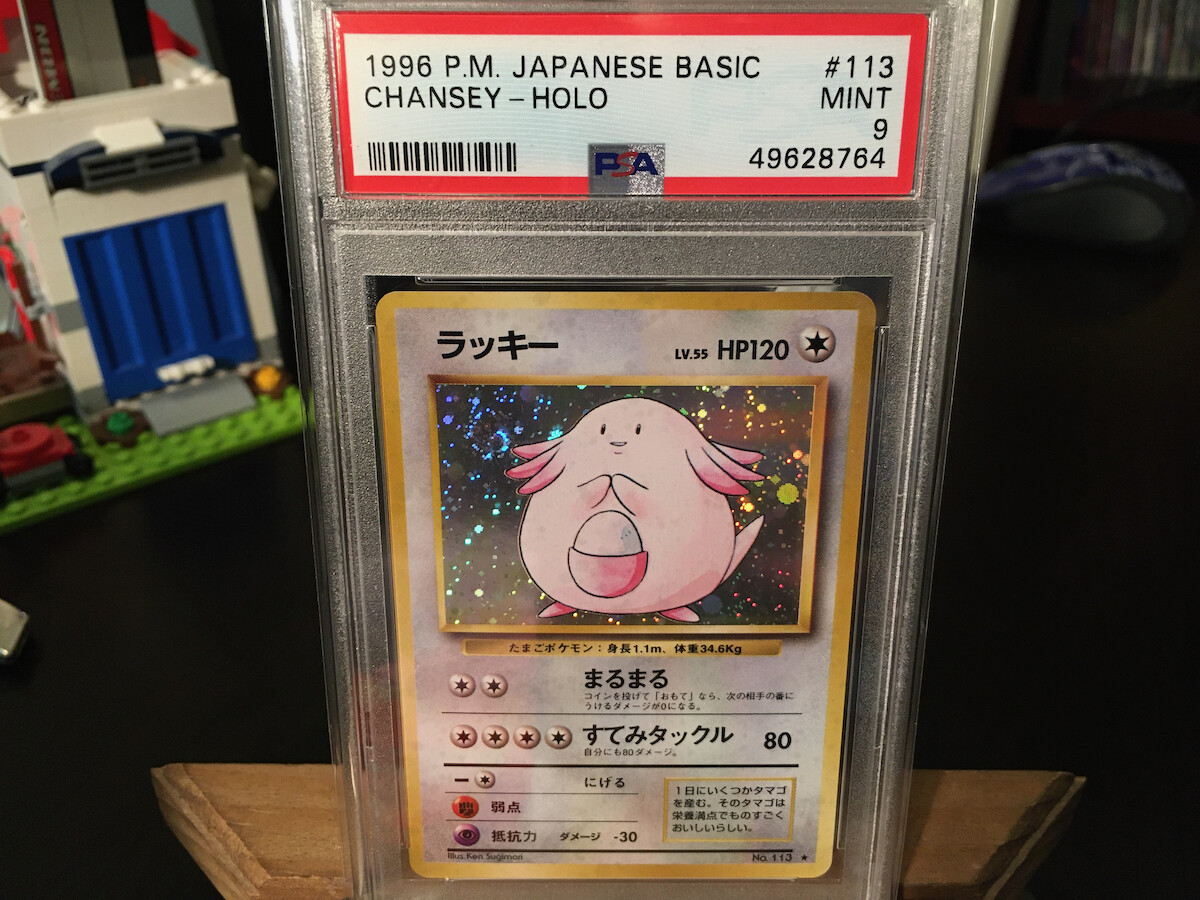 1996 P.M. JAPANESE BASIC #113
CHANSEY – HOLO MINT
9
PSA 49628764
ラッキー LV.55 HP120
たまごポケモン：身長1.1m、体重34.6Kg
まるまる
コインを投げて「おもて」なら、次の相手の番に
うけるダメージが0になる。
すてみタックル 80
自分にも80ダメージ。
にげる
弱点
抵抗力 ダメージ -30
1日にいくつかタマゴ
を産む。そのタマゴは
栄養満点でものすごく
おいしいらしい。
Illus. Ken Sugimori No. 113